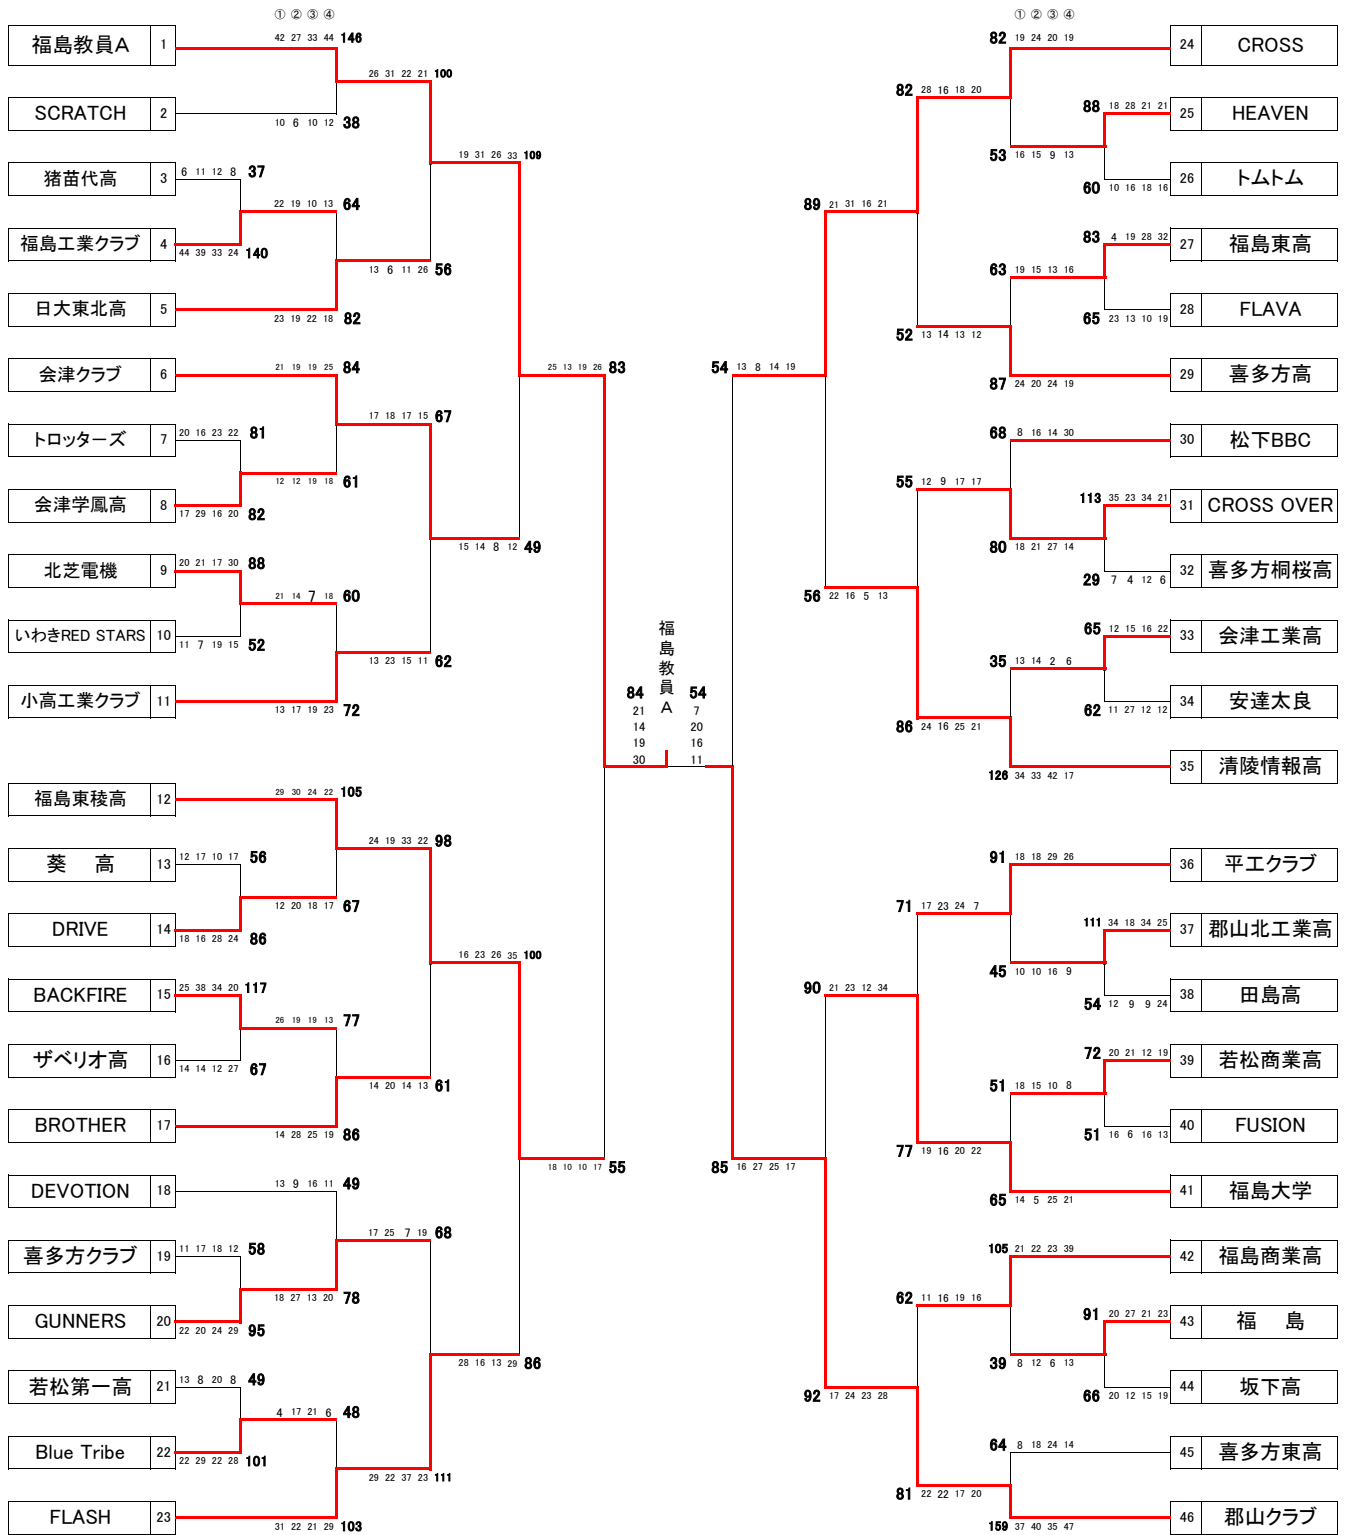 ① ② ③ ④
福島教員A 1
42 27 33 44 146
26 31 22 21 100
SCRATCH 2
10 6 10 12 38
19 31 26 33 109
猪苗代高 3
6 11 12 8 37
22 19 10 13 64
福島工業クラブ 4
44 39 33 24 140
13 6 11 26 56
日大東北高 5
23 19 22 18 82
会津クラブ 6
21 19 19 25 84
25 13 19 26 83
17 18 17 15 67
トロッターズ 7
20 16 23 22 81
12 12 19 18 61
会津学鳳高 8
17 29 16 20 82
15 14 8 12 49
北芝電機 9
20 21 17 30 88
21 14 7 18 60
いわきRED STARS 10
11 7 19 15 52
13 23 15 11 62
小高工業クラブ 11
13 17 19 23 72
福島東稜高 12
29 30 24 22 105
24 19 33 22 98
葵 高 13
12 17 10 17 56
12 20 18 17 67
DRIVE 14
18 16 28 24 86
16 23 26 35 100
BACKFIRE 15
25 38 34 20 117
26 19 19 13 77
ザベリオ高 16
14 14 12 27 67
14 20 14 13 61
BROTHER 17
14 28 25 19 86
18 10 10 17 55
DEVOTION 18
13 9 16 11 49
17 25 7 19 68
喜多方クラブ 19
11 17 18 12 58
18 27 13 20 78
GUNNERS 20
22 20 24 29 95
28 16 13 29 86
若松第一高 21
13 8 20 8 49
4 17 21 6 48
Blue Tribe 22
22 29 22 28 101
29 22 37 23 111
FLASH 23
31 22 21 29 103
福島教員A
84 54
21 7
14 20
19 16
30 11
① ② ③ ④
82 19 24 20 19
24 CROSS
82 28 16 18 20
88 18 28 21 21
25 HEAVEN
53 16 15 9 13
60 10 16 18 16
26 トムトム
89 21 31 16 21
83 4 19 28 32
27 福島東高
63 19 15 13 16
65 23 13 10 19
28 FLAVA
52 13 14 13 12
87 24 20 24 19
29 喜多方高
54 13 8 14 19
68 8 16 14 30
30 松下BBC
55 12 9 17 17
113 35 23 34 21
31 CROSS OVER
80 18 21 27 14
29 7 4 12 6
32 喜多方桐桜高
56 22 16 5 13
65 12 15 16 22
33 会津工業高
35 13 14 2 6
62 11 27 12 12
34 安達太良
86 24 16 25 21
126 34 33 42 17
35 清陵情報高
91 18 18 29 26
36 平工クラブ
71 17 23 24 7
111 34 18 34 25
37 郡山北工業高
45 10 10 16 9
54 12 9 9 24
38 田島高
90 21 23 12 34
72 20 21 12 19
39 若松商業高
51 18 15 10 8
51 16 6 16 13
40 FUSION
77 19 16 20 22
65 14 5 25 21
41 福島大学
85 16 27 25 17
105 21 22 23 39
42 福島商業高
62 11 16 19 16
91 20 27 21 23
43 福 島
39 8 12 6 13
66 20 12 15 19
44 坂下高
92 17 24 23 28
64 8 18 24 14
45 喜多方東高
81 22 22 17 20
159 37 40 35 47
46 郡山クラブ